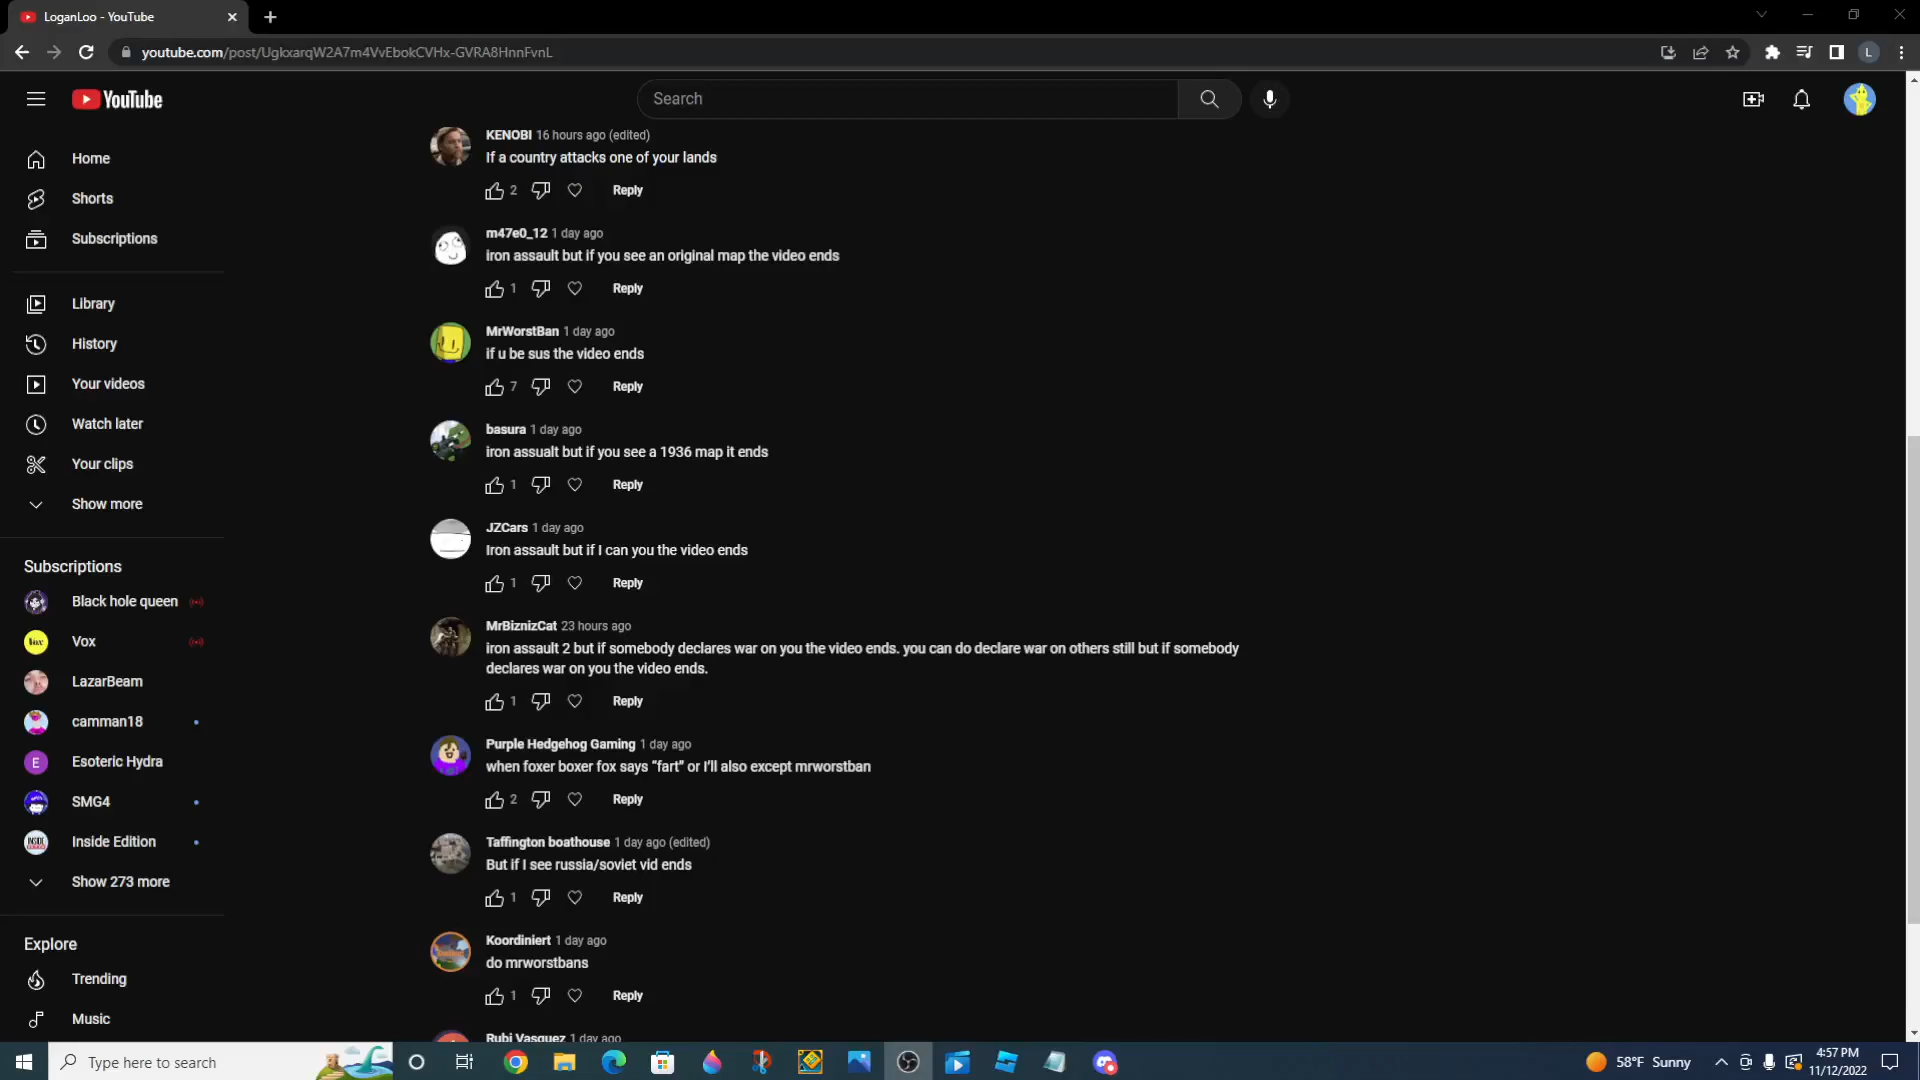 LoganLoo - YouTube
youtube.com/post/UgkxarqW2A7m4VvEbokCVHx-GVRA8HnnFvnL
L
YouTube
Search
Home
Shorts
Subscriptions
Library
History
Your videos
Watch later
Your clips
Show more
Subscriptions
Black hole queen
Vox
LazarBeam
camman18
E Esoteric Hydra
SMG4
Inside Edition
Show 273 more
Explore
Trending
Music
KENOBI 16 hours ago (edited)
If a country attacks one of your lands
2 Reply
m47e0_12 1 day ago
iron assault but if you see an original map the video ends
1 Reply
MrWorstBan 1 day ago
if u be sus the video ends
7 Reply
basura 1 day ago
iron assualt but if you see a 1936 map it ends
1 Reply
JZCars 1 day ago
Iron assault but if I can you the video ends
1 Reply
MrBiznizCat 23 hours ago
iron assault 2 but if somebody declares war on you the video ends. you can do declare war on others still but if somebody
declares war on you the video ends.
1 Reply
Purple Hedgehog Gaming 1 day ago
when foxer boxer fox says “fart” or I’ll also except mrworstban
2 Reply
Taffington boathouse 1 day ago (edited)
But if I see russia/soviet vid ends
1 Reply
Koordiniert 1 day ago
do mrworstbans
1 Reply
Rubi Vasquez 1 day ago
Type here to search
58°F Sunny
4:57 PM
11/12/2022